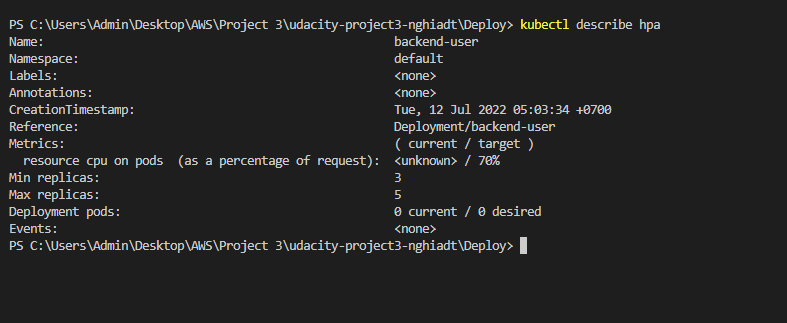 PS C:\Users\Admin\Desktop\AWS\Project 3\udacity-project3-nghiadt\Deploy> kubectl describe hpa
Name: backend-user
Namespace: default
Labels: <none>
Annotations: <none>
CreationTimestamp: Tue, 12 Jul 2022 05:03:34 +0700
Reference: Deployment/backend-user
Metrics: ( current / target )
  resource cpu on pods  (as a percentage of request): <unknown> / 70%
Min replicas: 3
Max replicas: 5
Deployment pods: 0 current / 0 desired
Events: <none>
PS C:\Users\Admin\Desktop\AWS\Project 3\udacity-project3-nghiadt\Deploy>